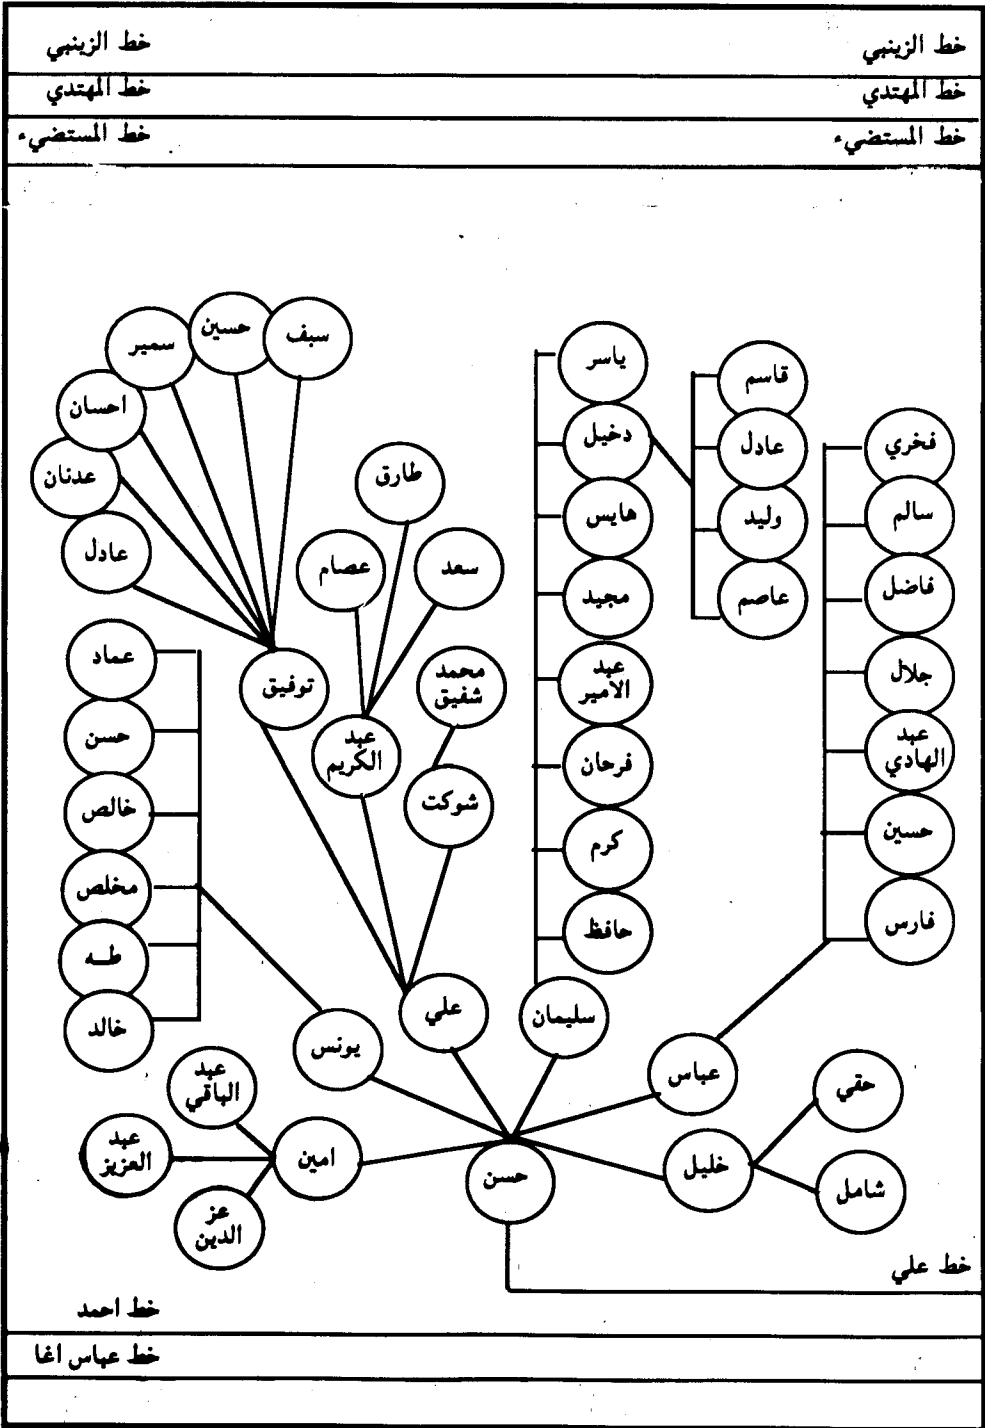 خط الزينبي
خط الزينبي
خط المهتدي
خط المهتدي
خط المستضيء
خط المستضيء
سيف
حسين
سمير
احسان
عدنان
عادل
ياسر
دخيل
هايس
مجيد
عبد
الامير
فرحان
كرم
حافظ
قاسم
عادل
وليد
عاصم
فخري
سالم
فاضل
جلال
عبد
الهادي
حسين
فارس
طارق
سعد
عصام
محمد
شفيق
توفيق
عبد
الكريم
شوكت
عماد
حسن
خالص
مخلص
طه
خالد
سليمان
علي
يونس
عباس
حقي
خليل
شامل
حسن
امين
عبد
الباقي
عبد
العزيز
عز
الدين
خط علي
خط احمد
خط عباس اغا